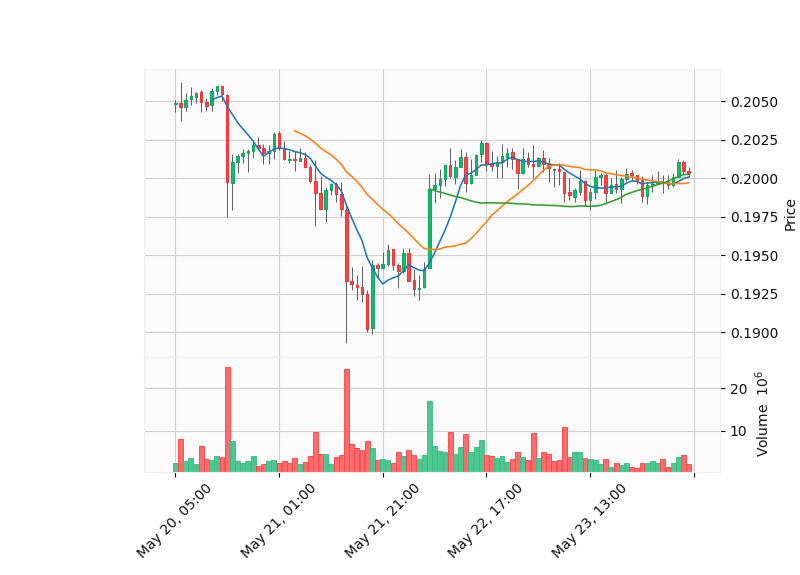 0.2050
0.2025
0.2000
0.1975
0.1950
0.1925
0.1900
Price
20
10
Volume 10^6
May 20, 05:00
May 21, 01:00
May 21, 21:00
May 22, 17:00
May 23, 13:00